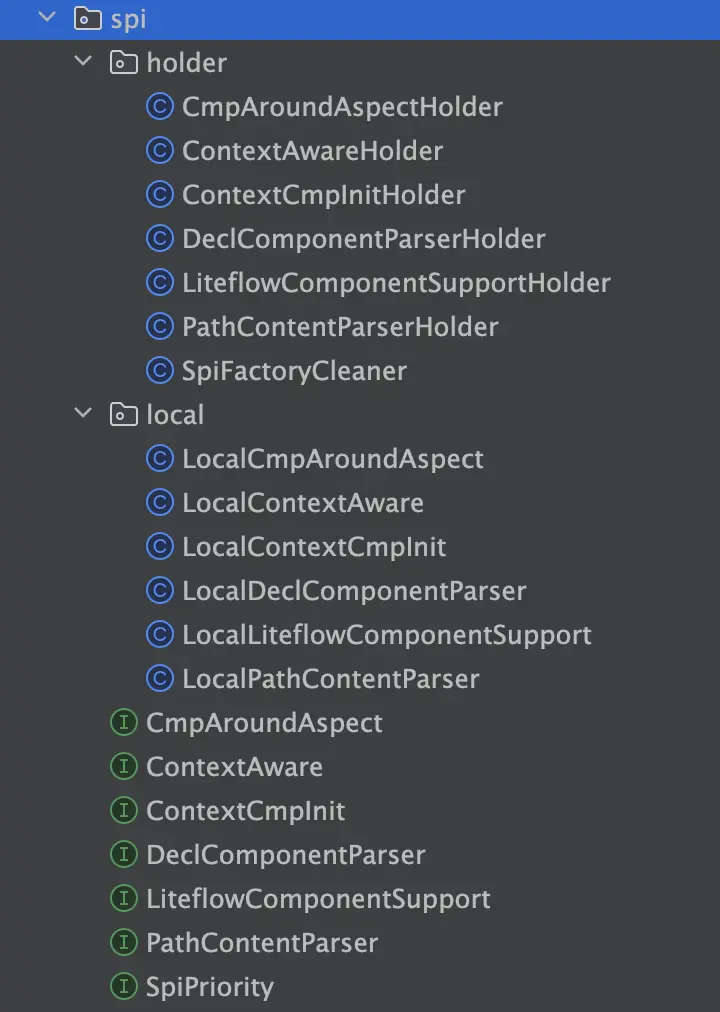 spi
holder
CmpAroundAspectHolder
ContextAwareHolder
ContextCmpInitHolder
DeclComponentParserHolder
LiteflowComponentSupportHolder
PathContentParserHolder
SpiFactoryCleaner
local
LocalCmpAroundAspect
LocalContextAware
LocalContextCmpInit
LocalDeclComponentParser
LocalLiteflowComponentSupport
LocalPathContentParser
CmpAroundAspect
ContextAware
ContextCmpInit
DeclComponentParser
LiteflowComponentSupport
PathContentParser
SpiPriority